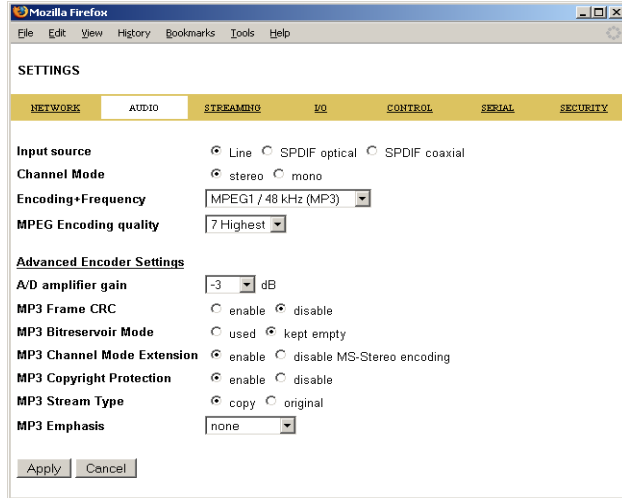 Mozilla Firefox
File Edit View History Bookmarks Tools Help
SETTINGS
NETWORK AUDIO STREAMING I/O CONTROL SERIAL SECURITY
Input source Line SPDIF optical SPDIF coaxial
Channel Mode stereo mono
Encoding+Frequency MPEG1 / 48 kHz (MP3)
MPEG Encoding quality 7 Highest
Advanced Encoder Settings
A/D amplifier gain -3 dB
MP3 Frame CRC enable disable
MP3 Bitreservoir Mode used kept empty
MP3 Channel Mode Extension enable disable MS-Stereo encoding
MP3 Copyright Protection enable disable
MP3 Stream Type copy original
MP3 Emphasis none
Apply Cancel